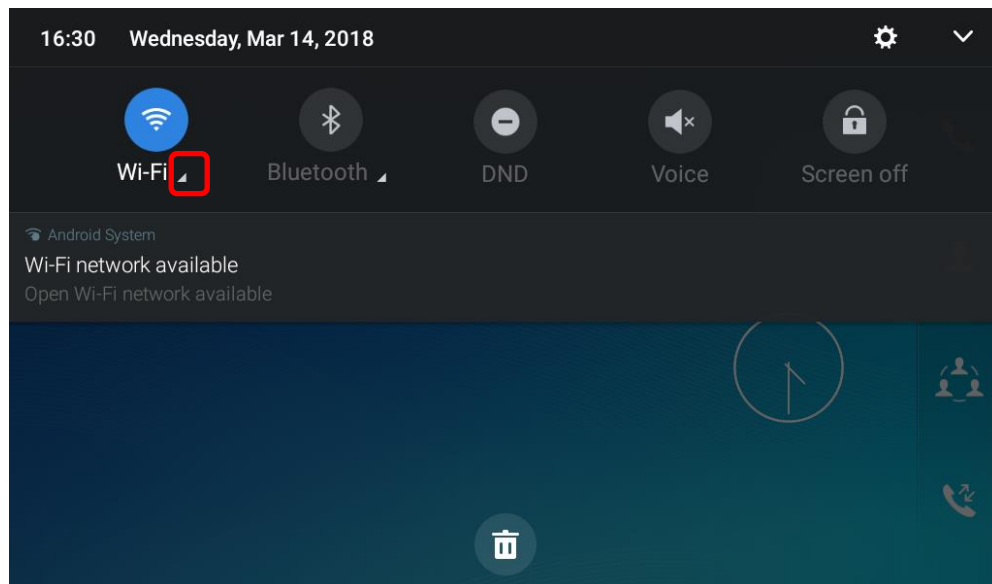 16:30 Wednesday, Mar 14, 2018
Wi-Fi Bluetooth DND Voice Screen off
Android System
Wi-Fi network available
Open Wi-Fi network available